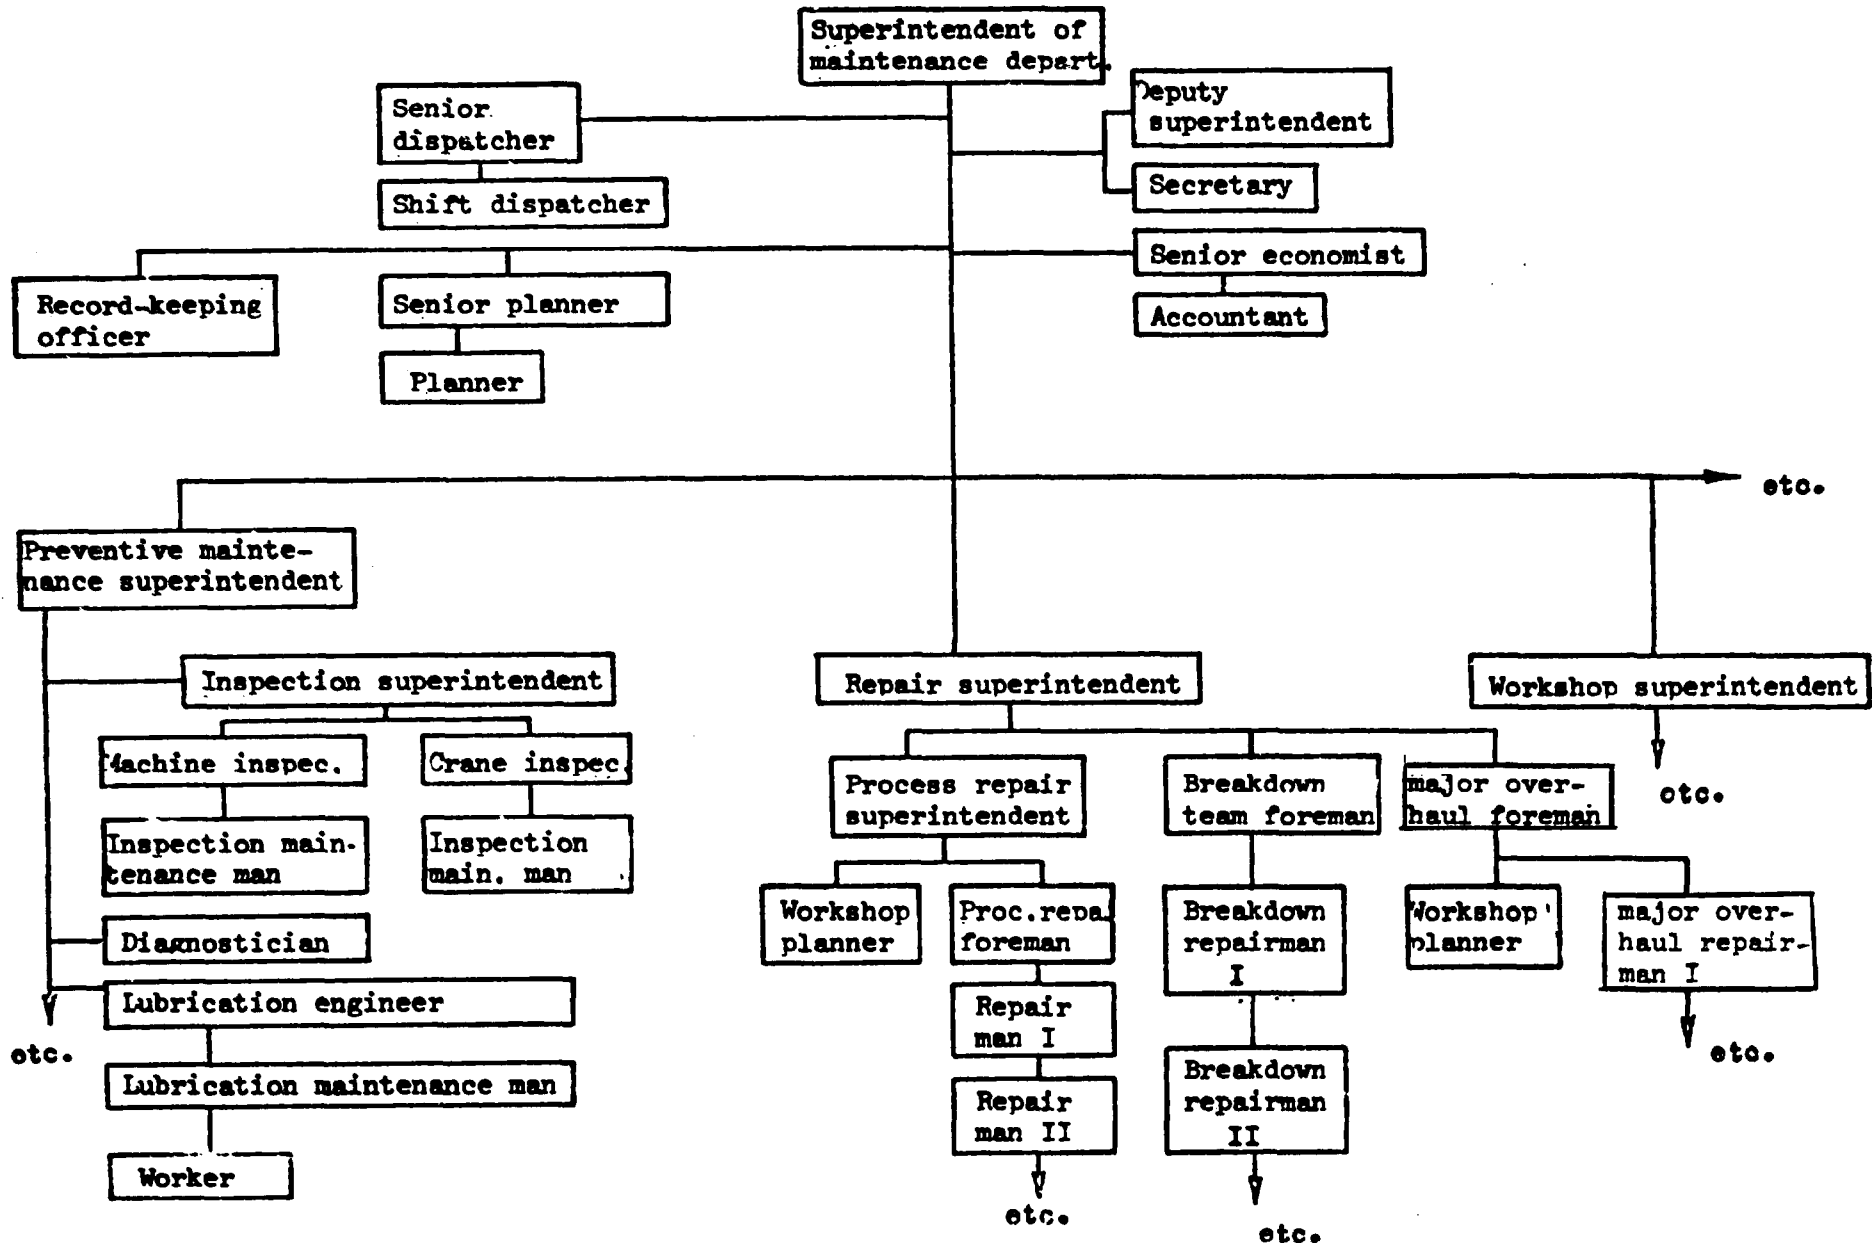 Superintendent of
maintenance depart.
Senior
dispatcher
Deputy
superintendent
Shift dispatcher
Secretary
Senior economist
Record-keeping
officer
Senior planner
Accountant
Planner
etc.
Preventive mainte-
nance superintendent
Inspection superintendent
Repair superintendent
Workshop superintendent
Machine inspec.
Crane inspec.
Process repair
superintendent
Breakdown
team foreman
major over-
haul foreman
etc.
Inspection main-
tenance man
Inspection
main. man
Workshop
planner
Proc.repa.
foreman
Breakdown
repairman
I
Workshop
planner
major over-
haul repair-
man I
Diagnostician
Lubrication engineer
Repair
man I
etc.
etc.
Lubrication maintenance man
Repair
man II
Breakdown
repairman
II
Worker
etc.
etc.